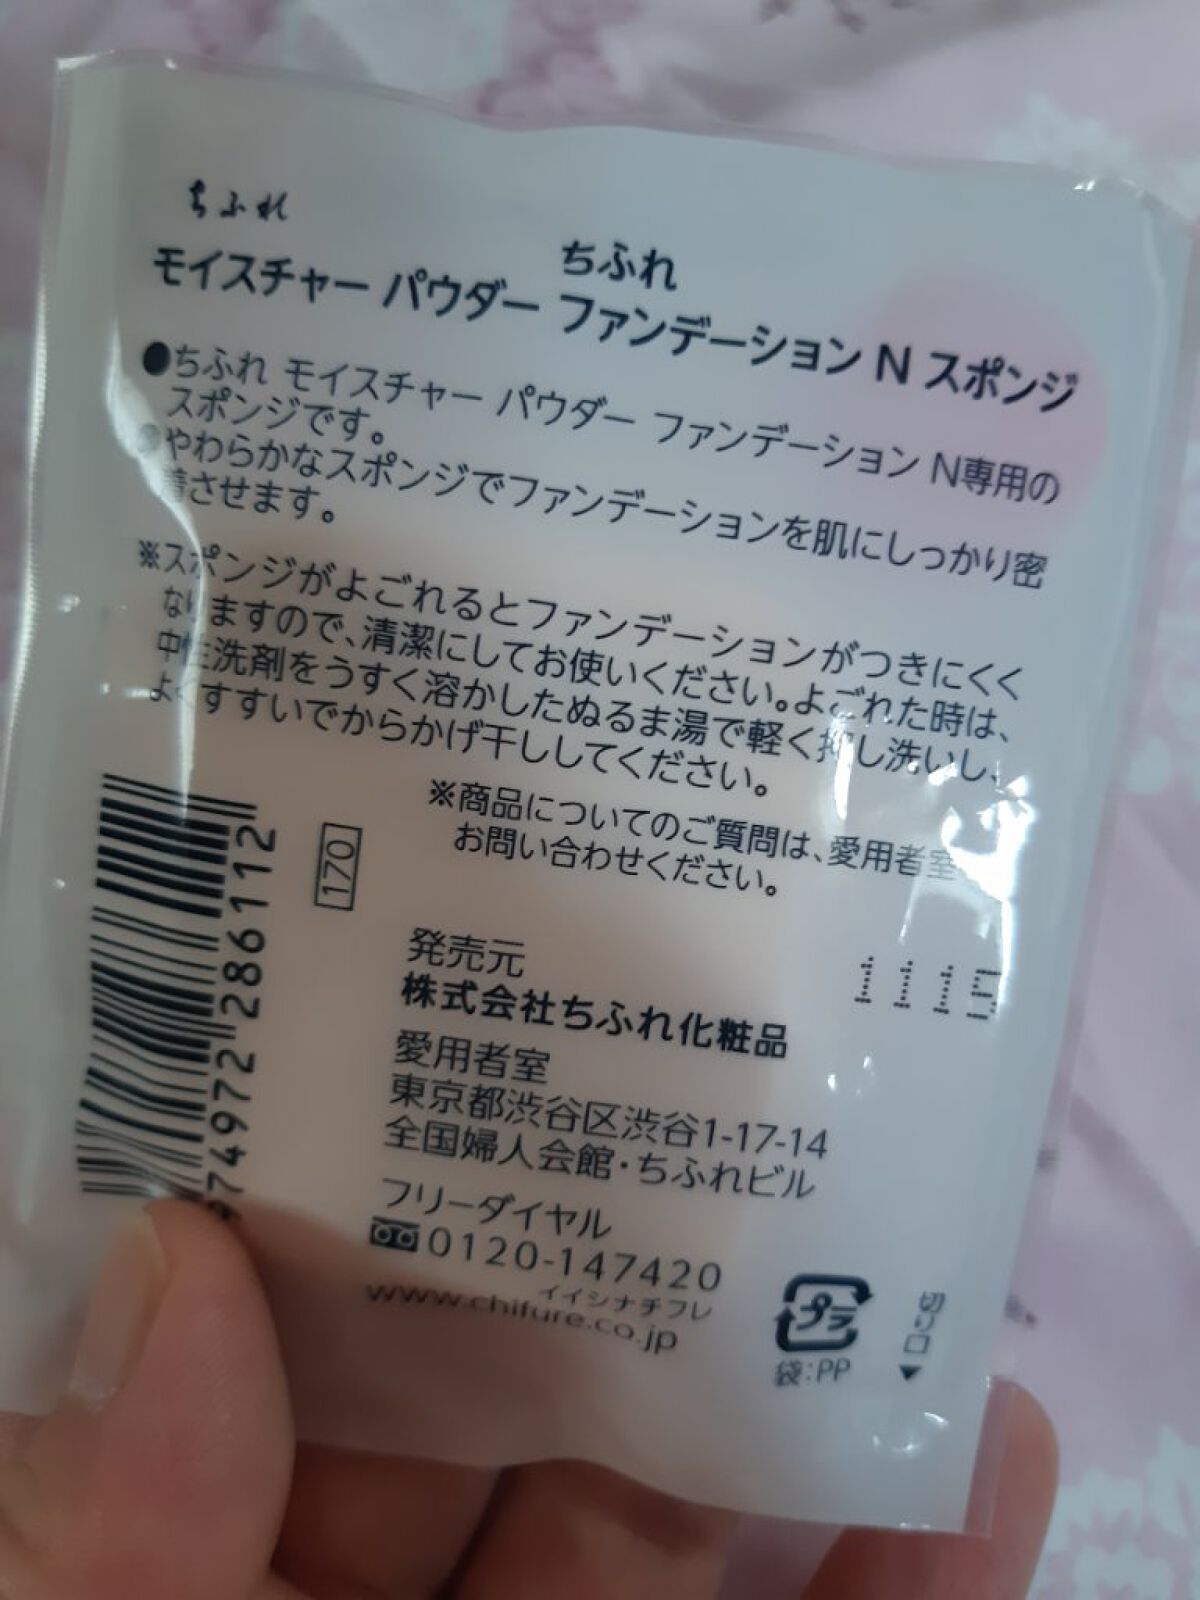 ちふれ
ちふれ
モイスチャー パウダー ファンデーション N スポンジ
●ちふれ モイスチャー パウダー ファンデーション N専用の
スポンジです。
●やわらかなスポンジでファンデーションを肌にしっかり密
着させます。
※スポンジがよごれるとファンデーションがつきにくく
なりますので、清潔にしてお使いください。よごれた時は、
中性洗剤をうすく溶かしたぬるま湯で軽く押し洗いし、
よくすすいでからかげ干ししてください。
※商品についてのご質問は、愛用者室
お問い合わせください。
170
974972286112
発売元
株式会社ちふれ化粧品
1115
愛用者室
東京都渋谷区渋谷1-17-14
全国婦人会館・ちふれビル
フリーダイヤル
0120-147420
イイシナチフレ
www.chifure.co.jp
プラ
袋:PP
切り口▼